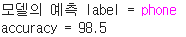 모델의 예측 label = phone
accuracy = 98.5